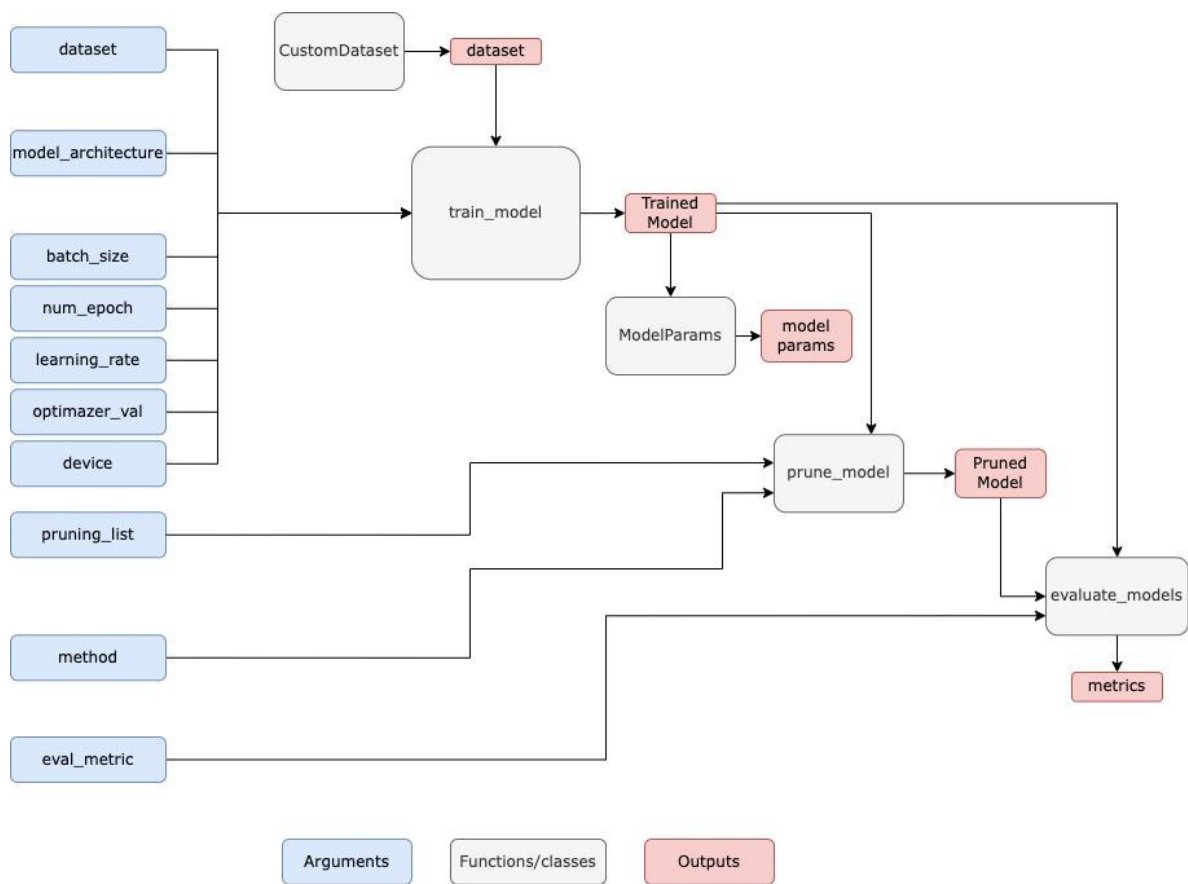 dataset
CustomDataset
dataset
model_architecture
train_model
Trained
Model
batch_size
num_epoch
learning_rate
optimazer_val
device
ModelParams
model
params
prune_model
Pruned
Model
pruning_list
evaluate_models
method
metrics
eval_metric
Arguments
Functions/classes
Outputs